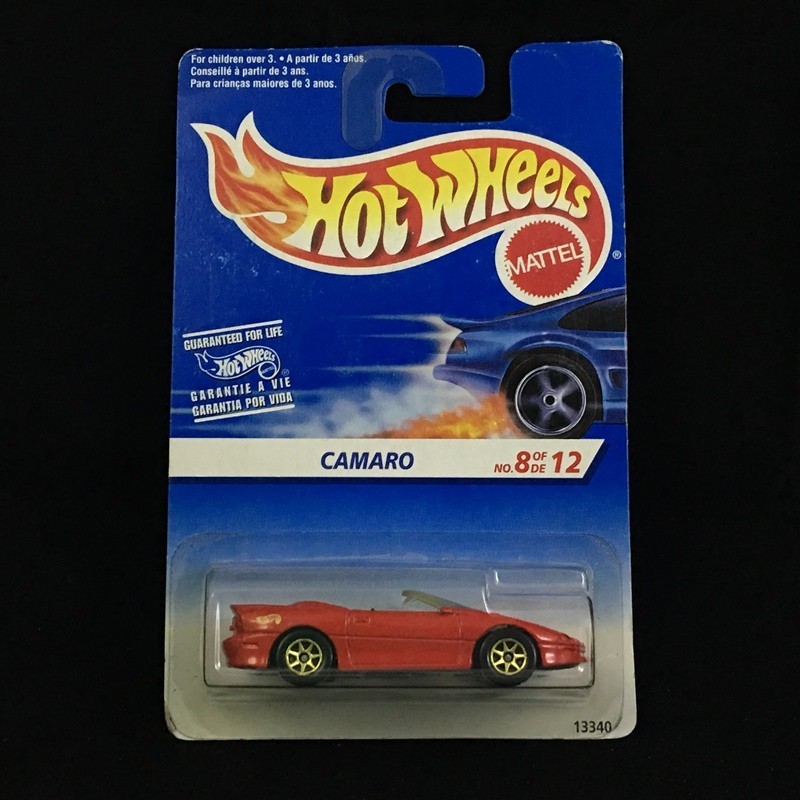 For children over 3. • A partir de 3 años.
Conseillé à partir de 3 ans.
Para crianças maiores de 3 anos.
HOT WHEELS
MATTEL
®
GUARANTEED FOR LIFE
HOT WHEELS
®
GARANTIE A VIE
GARANTIA POR VIDA
CAMARO
NO. 8 OF DE 12
13340